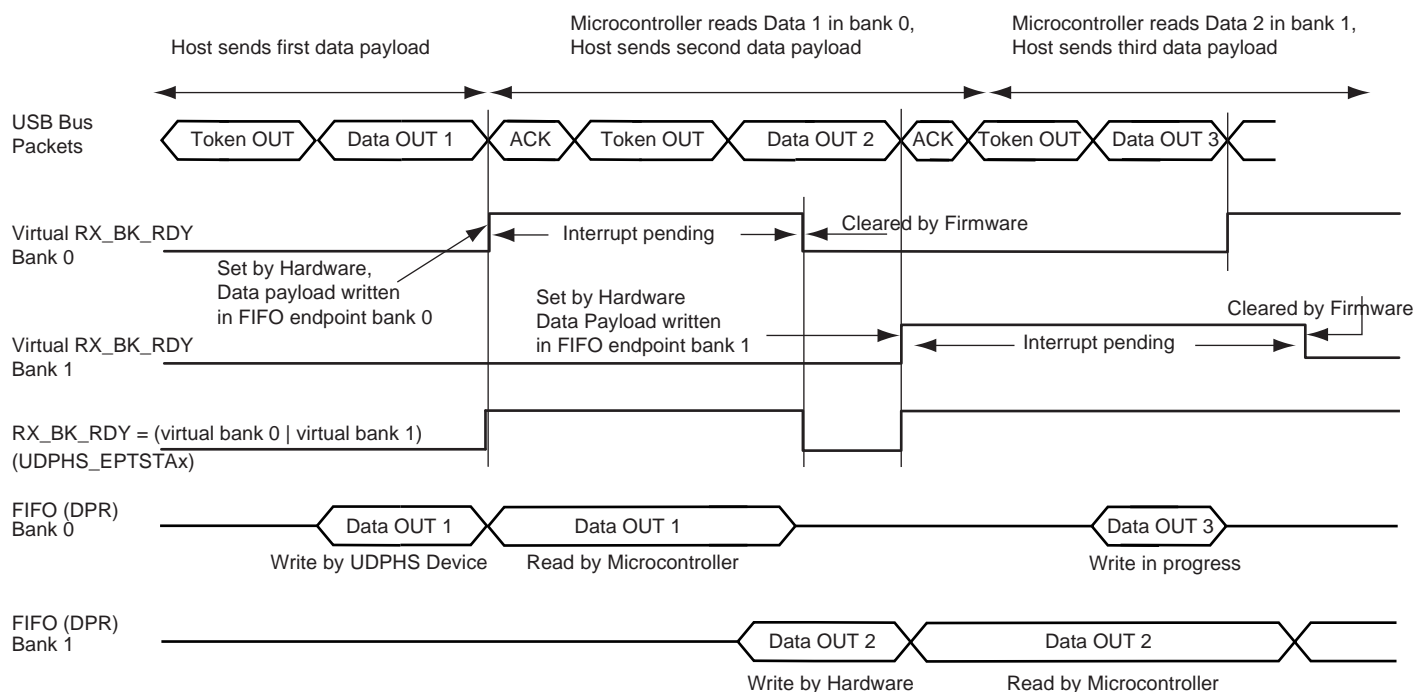 Host sends first data payload
Microcontroller reads Data 1 in bank 0,
Host sends second data payload
Microcontroller reads Data 2 in bank 1,
Host sends third data payload
USB Bus
Packets
Token OUT
Data OUT 1
ACK
Token OUT
Data OUT 2
ACK
Token OUT
Data OUT 3
Virtual RX_BK_RDY
Bank 0
Interrupt pending
Cleared by Firmware
Set by Hardware,
Data payload written
in FIFO endpoint bank 0
Set by Hardware
Data Payload written
in FIFO endpoint bank 1
Cleared by Firmware
Virtual RX_BK_RDY
Bank 1
Interrupt pending
RX_BK_RDY = (virtual bank 0 | virtual bank 1)
(UDPHS_EPTSTAx)
FIFO (DPR)
Bank 0
Data OUT 1
Data OUT 1
Data OUT 3
Write by UDPHS Device
Read by Microcontroller
Write in progress
FIFO (DPR)
Bank 1
Data OUT 2
Data OUT 2
Write by Hardware
Read by Microcontroller